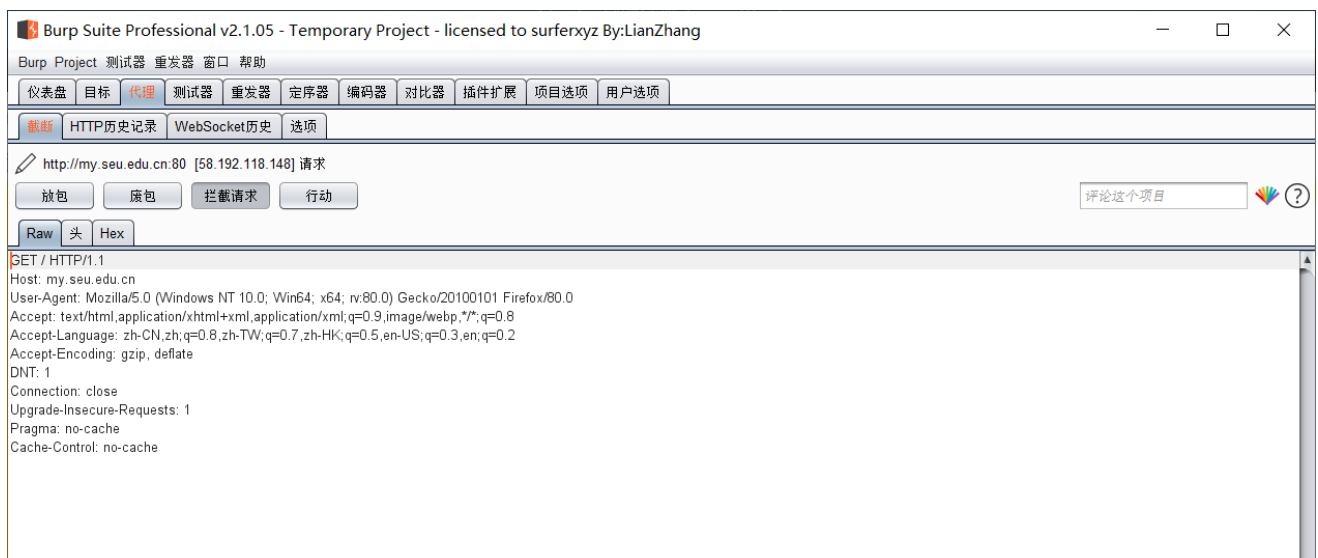 Burp Suite Professional v2.1.05 - Temporary Project - licensed to surferxyz By:LianZhang
Burp Project 测试器 重发器 窗口 帮助
仪表盘 目标 代理 测试器 重发器 定序器 编码器 对比器 插件扩展 项目选项 用户选项
截断 HTTP历史记录 WebSocket历史 选项
http://my.seu.edu.cn:80 [58.192.118.148] 请求
放包 废包 拦截请求 行动 评论这个项目
Raw 头 Hex
GET / HTTP/1.1
Host: my.seu.edu.cn
User-Agent: Mozilla/5.0 (Windows NT 10.0; Win64; x64; rv:80.0) Gecko/20100101 Firefox/80.0
Accept: text/html,application/xhtml+xml,application/xml;q=0.9,image/webp,*/*;q=0.8
Accept-Language: zh-CN,zh;q=0.8,zh-TW;q=0.7,zh-HK;q=0.5,en-US;q=0.3,en;q=0.2
Accept-Encoding: gzip, deflate
DNT: 1
Connection: close
Upgrade-Insecure-Requests: 1
Pragma: no-cache
Cache-Control: no-cache